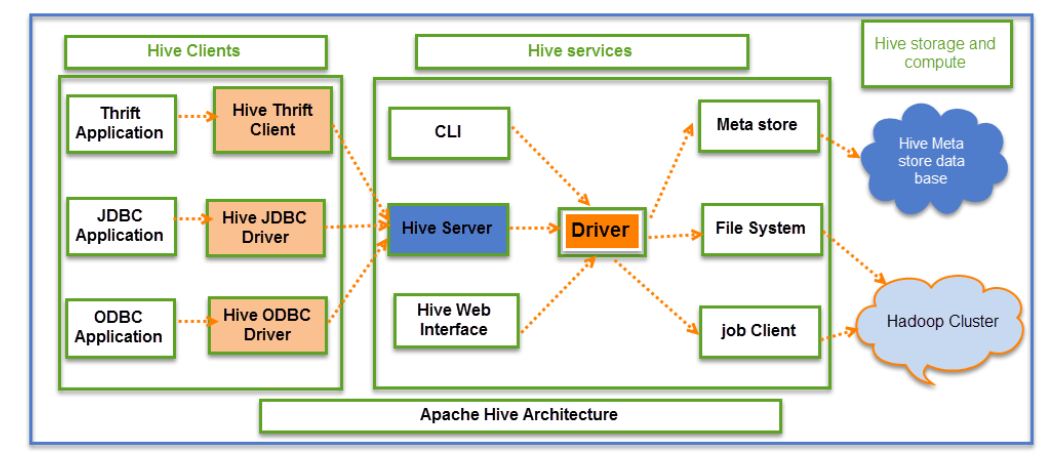 Hive Clients
Hive services
Hive storage and
compute
Thrift
Application
Hive Thrift
Client
CLI
Meta store
Hive Meta
store data
base
JDBC
Application
Hive JDBC
Driver
Hive Server
Driver
File System
ODBC
Application
Hive ODBC
Driver
Hive Web
Interface
job Client
Hadoop Cluster
Apache Hive Architecture